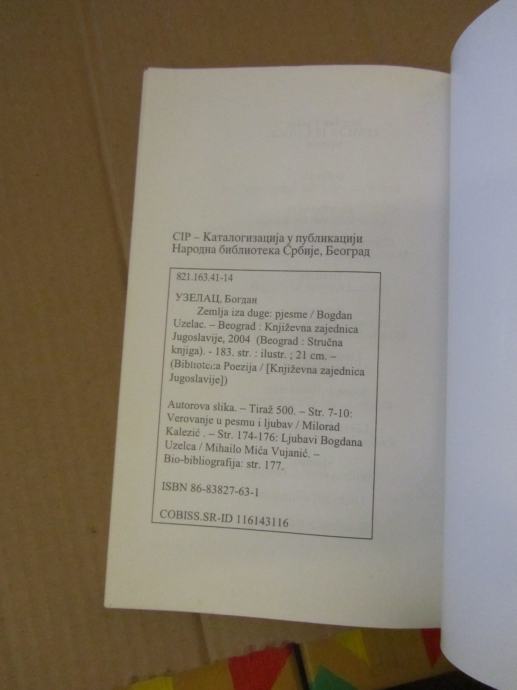 CIP – Каталогизација у публикацији
Народна библиотека Србије, Београд
821.163.41-14
УЗЕЛАЦ, Богдан
Zemlja iza duge: pjesme / Bogdan
Uzelac. – Beograd : Književna zajednica
Jugoslavije, 2004 (Beograd : Stručna
knjiga). - 183. str. : ilustr. ; 21 cm. –
(Biblioteka Poezija / [Književna zajednica
Jugoslavije])
Autorova slika. – Tiraž 500. – Str. 7-10:
Verovanje u pesmu i ljubav / Milorad
Kalezić . – Str. 174-176: Ljubavi Bogdana
Uzelca / Mihailo Mića Vujanić. –
Bio-bibliografija: str. 177.
ISBN 86-83827-63-1
COBISS.SR-ID 116143116